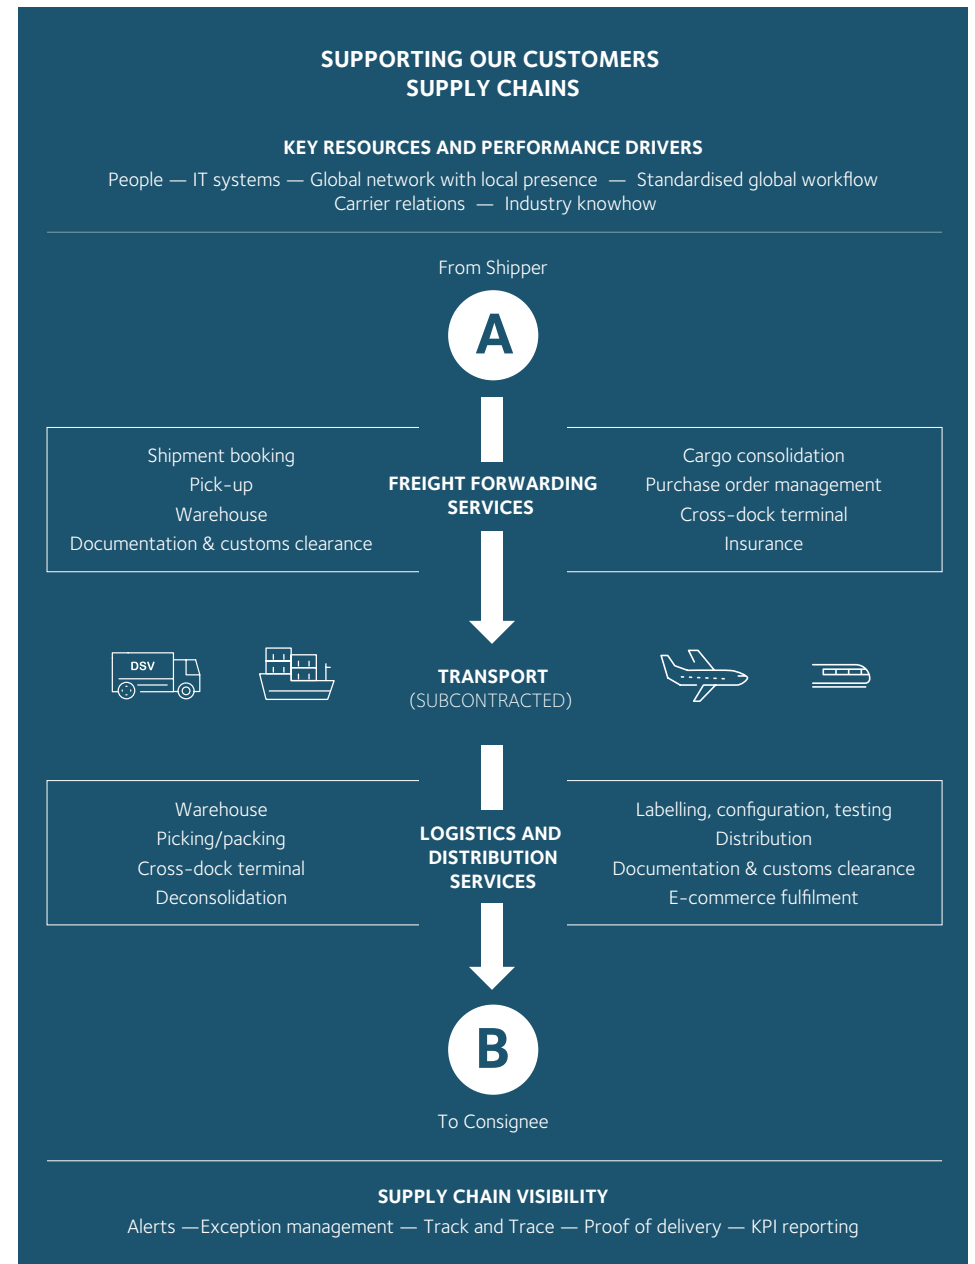 SUPPORTING OUR CUSTOMERS
SUPPLY CHAINS
KEY RESOURCES AND PERFORMANCE DRIVERS
People — IT systems — Global network with local presence — Standardised global workflow
Carrier relations — Industry knowhow
From Shipper
A
Shipment booking
Pick-up
Warehouse
Documentation & customs clearance
FREIGHT FORWARDING
SERVICES
Cargo consolidation
Purchase order management
Cross-dock terminal
Insurance
DSV
TRANSPORT
(SUBCONTRACTED)
Warehouse
Picking/packing
Cross-dock terminal
Deconsolidation
LOGISTICS AND
DISTRIBUTION
SERVICES
Labelling, configuration, testing
Distribution
Documentation & customs clearance
E-commerce fulfilment
B
To Consignee
SUPPLY CHAIN VISIBILITY
Alerts —Exception management — Track and Trace — Proof of delivery — KPI reporting